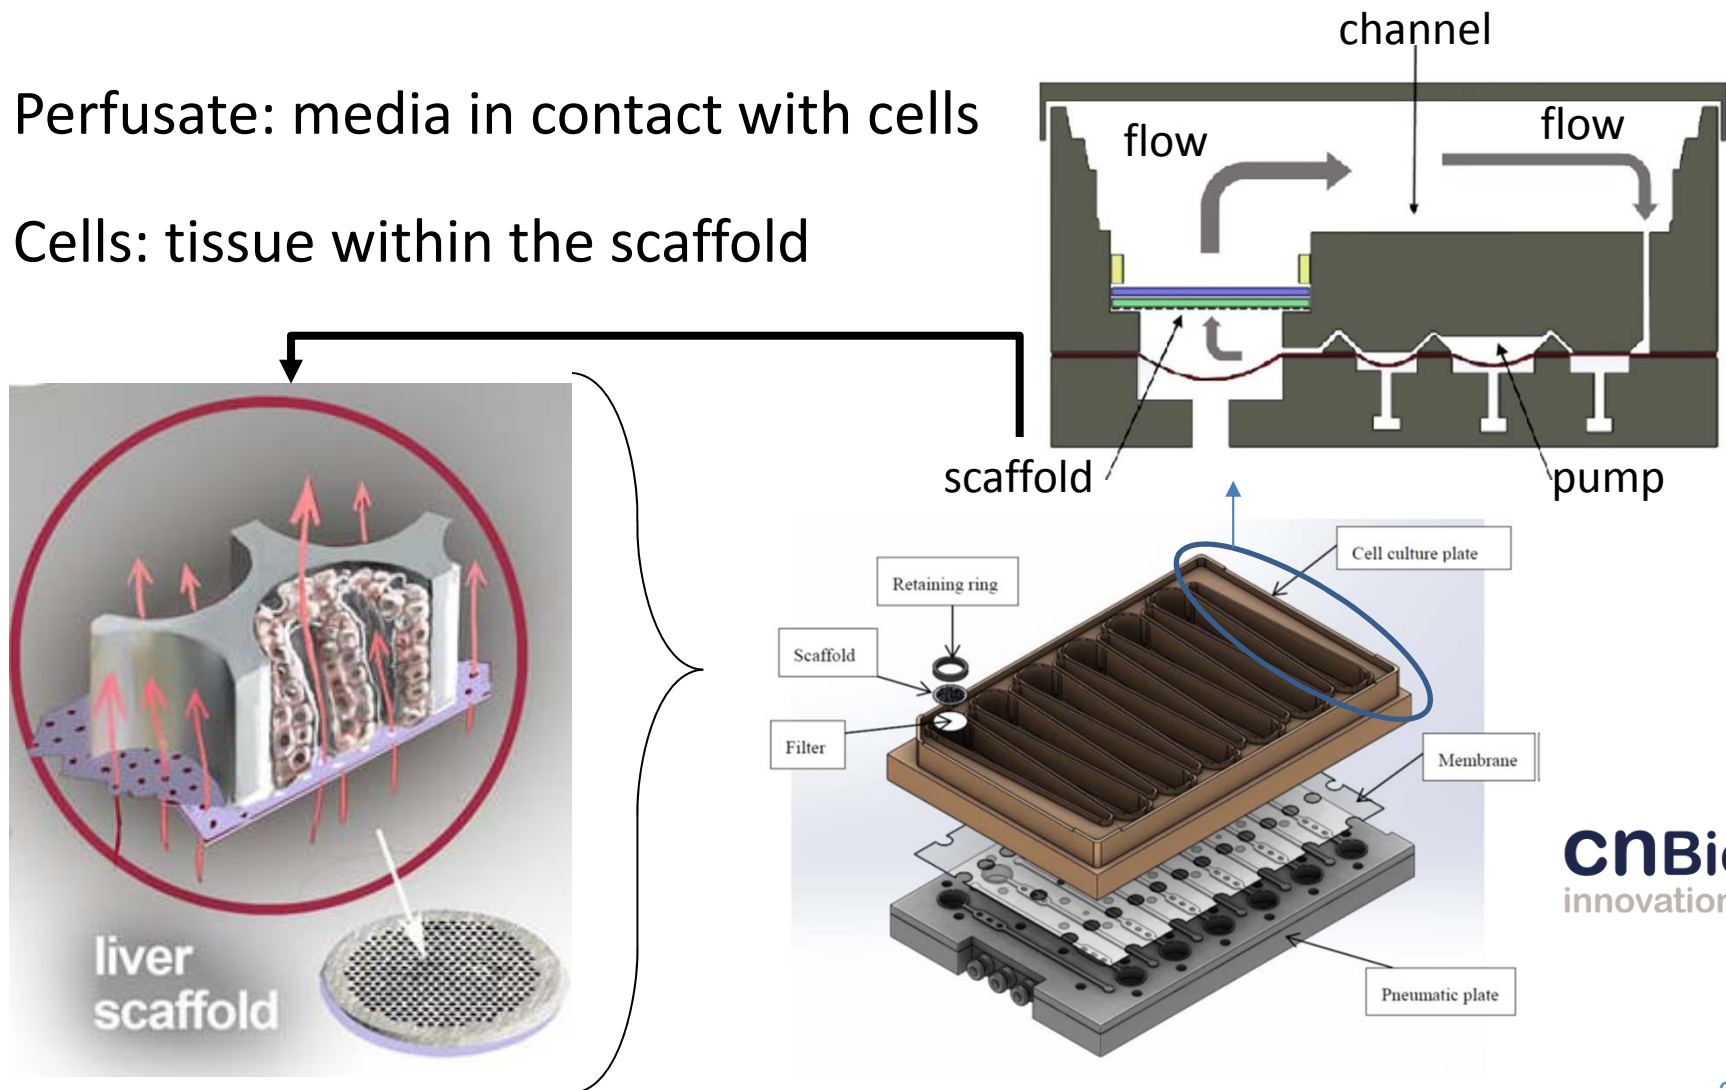 Perfusate: media in contact with cells
Cells: tissue within the scaffold
channel
flow
flow
scaffold
pump
liver
scaffold
Retaining ring
Scaffold
Filter
Cell culture plate
Membrane
Pneumatic plate
cnBi
innovation